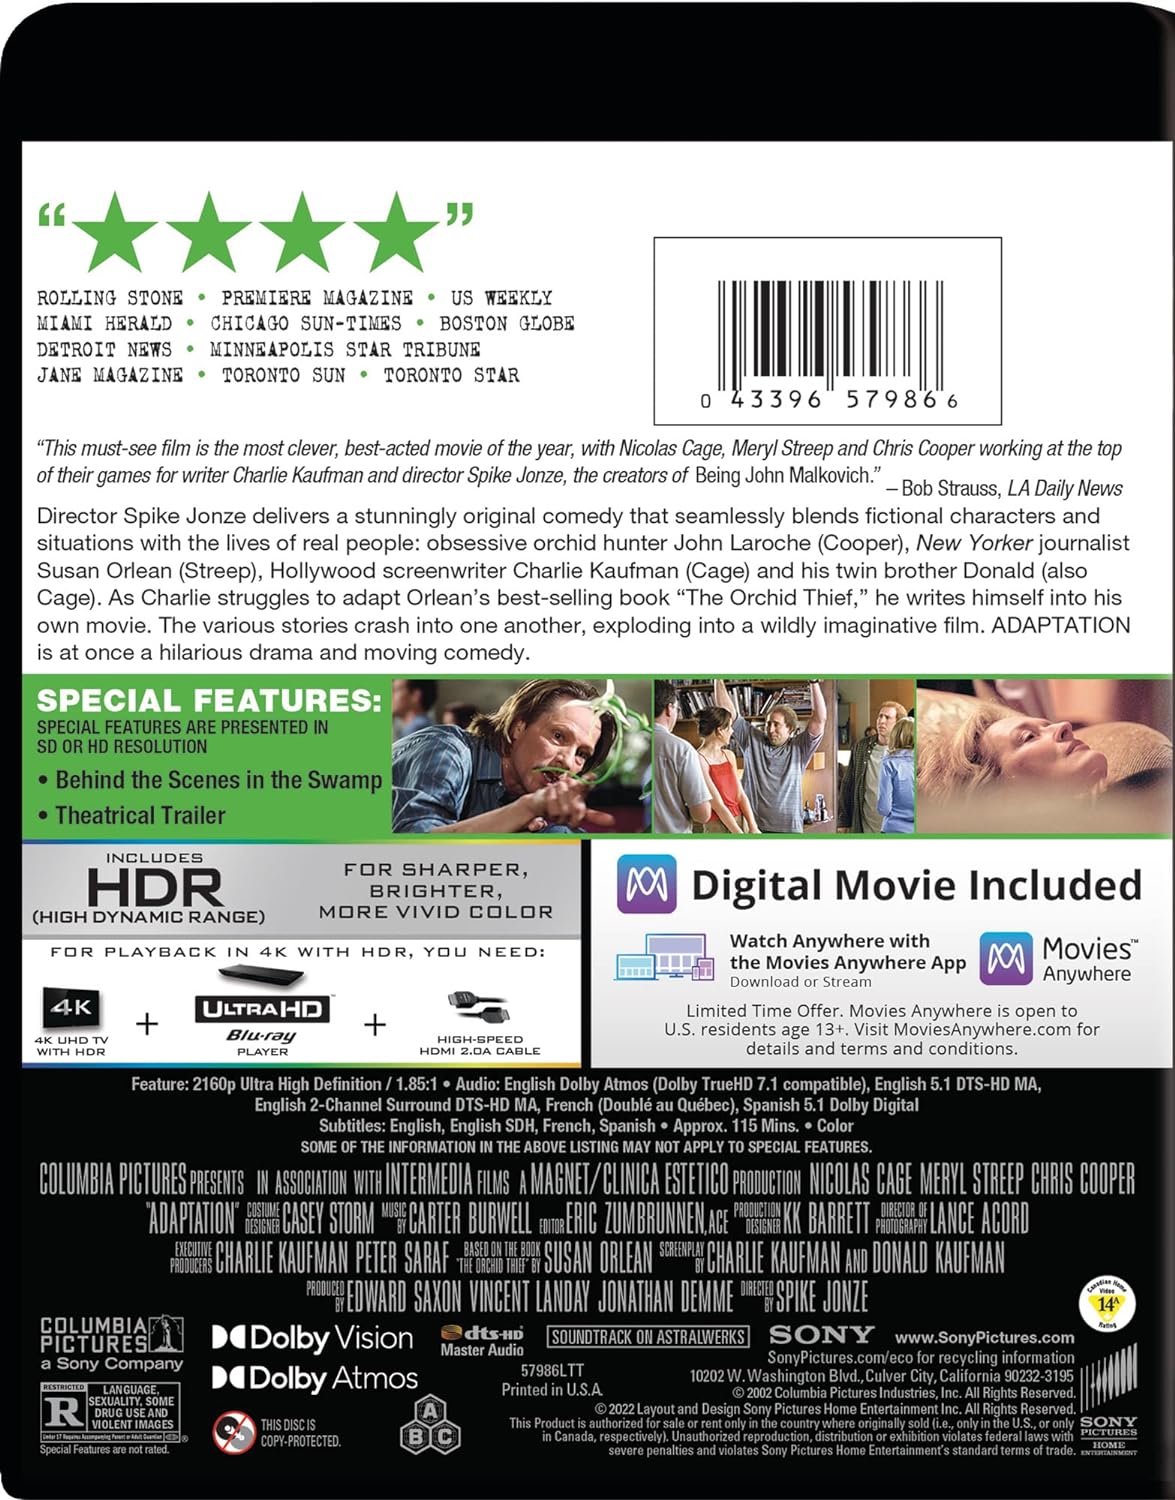 “★★★★”
ROLLING STONE • PREMIERE MAGAZINE • US WEEKLY
MIAMI HERALD • CHICAGO SUN-TIMES • BOSTON GLOBE
DETROIT NEWS • MINNEAPOLIS STAR TRIBUNE
JANE MAGAZINE • TORONTO SUN • TORONTO STAR
0 43396 57986 6
“This must-see film is the most clever, best-acted movie of the year, with Nicolas Cage, Meryl Streep and Chris Cooper working at the top
of their games for writer Charlie Kaufman and director Spike Jonze, the creators of Being John Malkovich.”
– Bob Strauss, LA Daily News
Director Spike Jonze delivers a stunningly original comedy that seamlessly blends fictional characters and
situations with the lives of real people: obsessive orchid hunter John Laroche (Cooper), New Yorker journalist
Susan Orlean (Streep), Hollywood screenwriter Charlie Kaufman (Cage) and his twin brother Donald (also
Cage). As Charlie struggles to adapt Orlean’s best-selling book “The Orchid Thief,” he writes himself into his
own movie. The various stories crash into one another, exploding into a wildly imaginative film. ADAPTATION
is at once a hilarious drama and moving comedy.
SPECIAL FEATURES:
SPECIAL FEATURES ARE PRESENTED IN
SD OR HD RESOLUTION
• Behind the Scenes in the Swamp
• Theatrical Trailer
INCLUDES
HDR
(HIGH DYNAMIC RANGE)
FOR SHARPER,
BRIGHTER,
MORE VIVID COLOR
FOR PLAYBACK IN 4K WITH HDR, YOU NEED:
4K
4K UHD TV
WITH HDR
+
ULTRA HD™
Blu-ray
PLAYER
+
HIGH-SPEED
HDMI 2.0A CABLE
Digital Movie Included
Watch Anywhere with
the Movies Anywhere App
Download or Stream
Movies™
Anywhere
Limited Time Offer. Movies Anywhere is open to
U.S. residents age 13+. Visit MoviesAnywhere.com for
details and terms and conditions.
Feature: 2160p Ultra High Definition / 1.85:1 • Audio: English Dolby Atmos (Dolby TrueHD 7.1 compatible), English 5.1 DTS-HD MA,
English 2-Channel Surround DTS-HD MA, French (Doublé au Québec), Spanish 5.1 Dolby Digital
Subtitles: English, English SDH, French, Spanish • Approx. 115 Mins. • Color
SOME OF THE INFORMATION IN THE ABOVE LISTING MAY NOT APPLY TO SPECIAL FEATURES.
COLUMBIA PICTURES PRESENTS IN ASSOCIATION WITH INTERMEDIA FILMS A MAGNET/CLINICA ESTETICO PRODUCTION NICOLAS CAGE MERYL STREEP CHRIS COOPER
"ADAPTATION" COSTUME DESIGNER CASEY STORM MUSIC BY CARTER BURWELL EDITOR ERIC ZUMBRUNNEN, ACE PRODUCTION DESIGNER KK BARRETT DIRECTOR OF PHOTOGRAPHY LANCE ACORD
EXECUTIVE PRODUCERS CHARLIE KAUFMAN PETER SARAF BASED ON THE BOOK "THE ORCHID THIEF" BY SUSAN ORLEAN SCREENPLAY BY CHARLIE KAUFMAN AND DONALD KAUFMAN
PRODUCED BY EDWARD SAXON VINCENT LANDAY JONATHAN DEMME DIRECTED BY SPIKE JONZE
Canadian Home
Video
14A
Rating
COLUMBIA
PICTURES
a Sony Company
Dolby Vision
Dolby Atmos
dts-HD
Master Audio
SOUNDTRACK ON ASTRALWERKS
57986LTT
Printed in U.S.A.
SONY
www.SonyPictures.com
SonyPictures.com/eco for recycling information
10202 W. Washington Blvd., Culver City, California 90232-3195
© 2002 Columbia Pictures Industries, Inc. All Rights Reserved.
© 2022 Layout and Design Sony Pictures Home Entertainment Inc. All Rights Reserved.
This Product is authorized for sale or rent only in the country where originally sold (i.e., only in the U.S., or only
in Canada, respectively). Unauthorized reproduction, distribution or exhibition violates federal laws with
severe penalties and violates Sony Pictures Home Entertainment’s standard terms of trade.
SONY
PICTURES
HOME
ENTERTAINMENT
RESTRICTED
R
LANGUAGE,
SEXUALITY, SOME
DRUG USE AND
VIOLENT IMAGES
Under 17 Requires Accompanying Parent or Adult Guardian
®
Special Features are not rated.
THIS DISC IS
COPY-PROTECTED.
A
B C